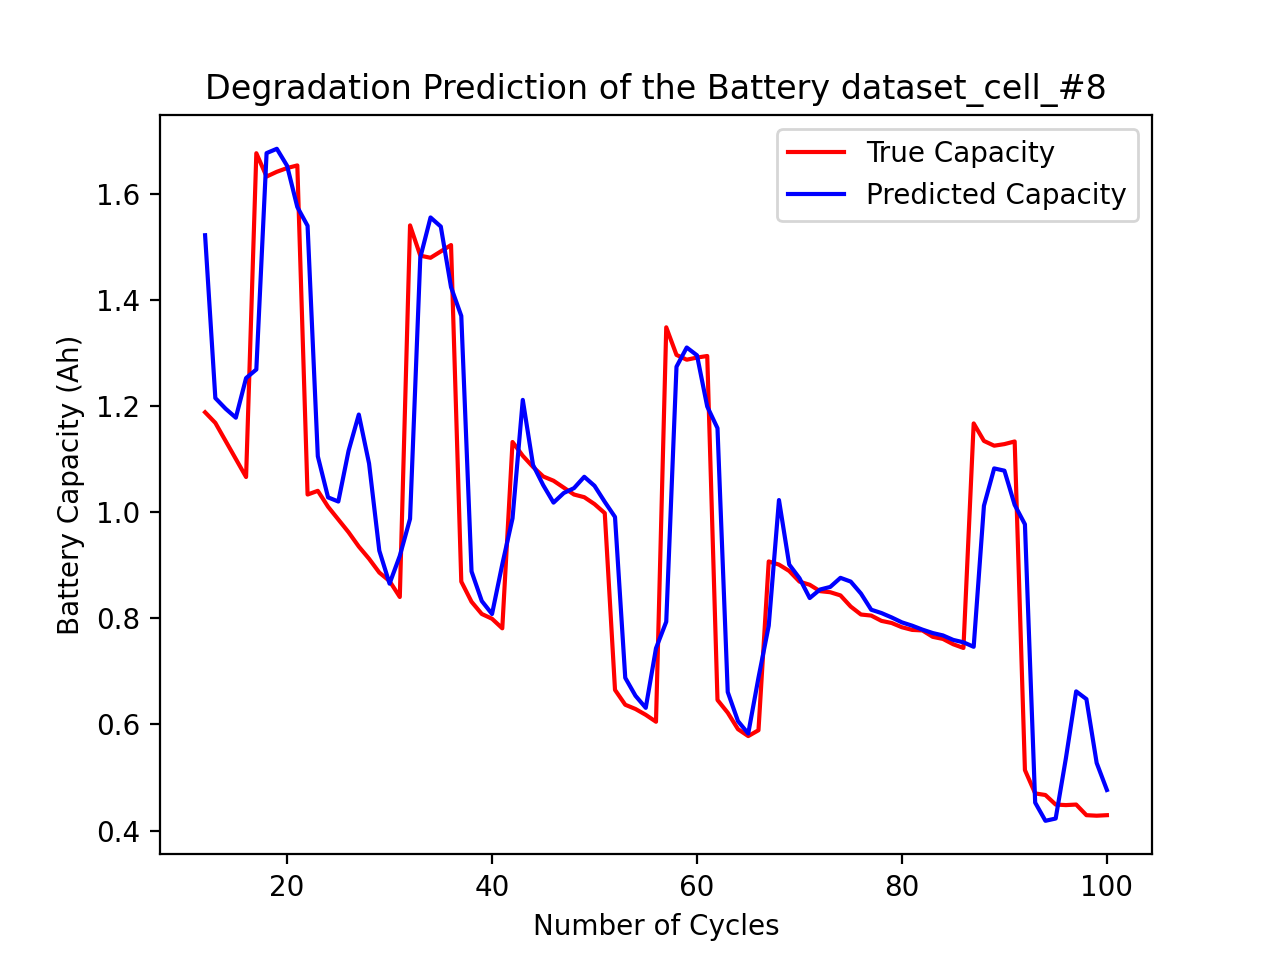 Degradation Prediction of the Battery dataset_cell_#8
True Capacity
Predicted Capacity
Battery Capacity (Ah)
1.6
1.4
1.2
1.0
0.8
0.6
0.4
20 40 60 80 100
Number of Cycles